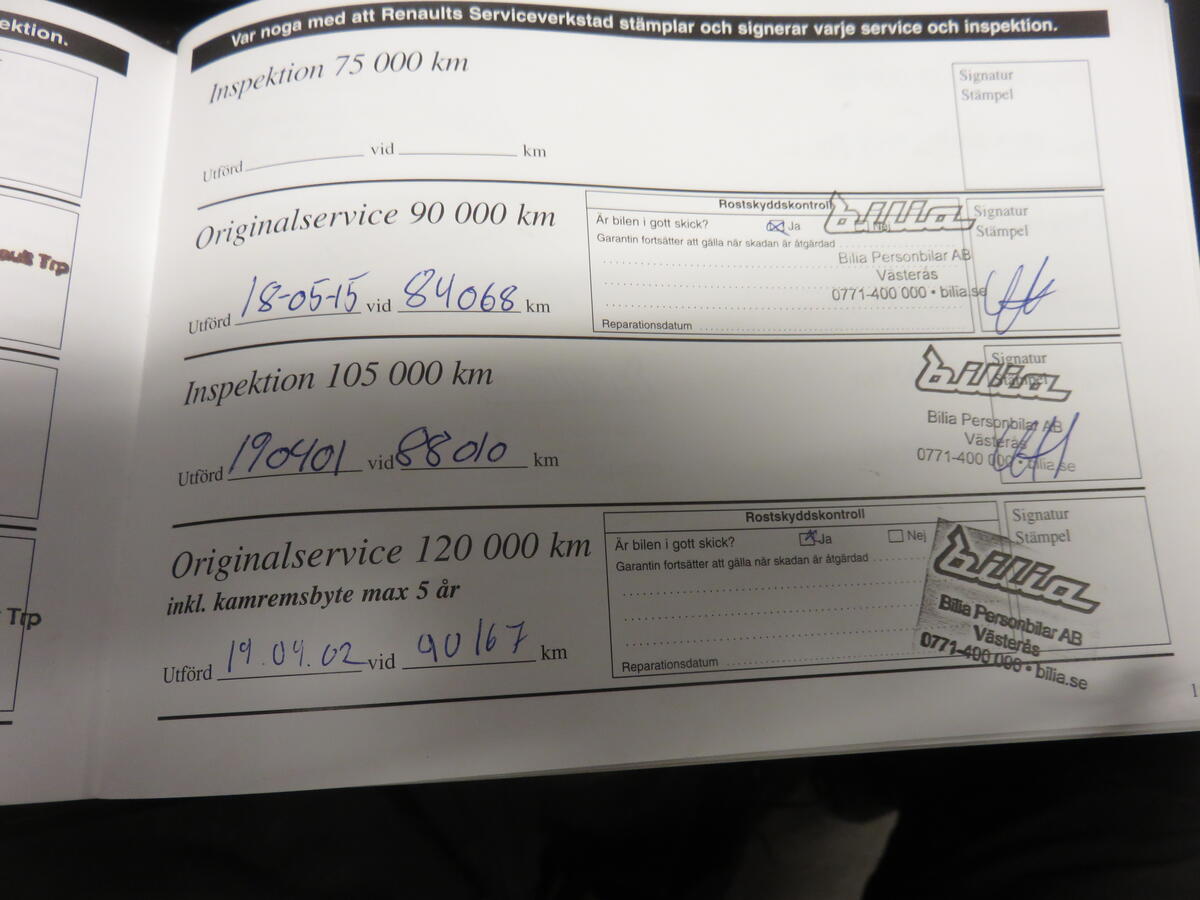 ektion.
ault Trp
Trp
Var noga med att Renaults Serviceverkstad stämplar och signerar varje service och inspektion.
Inspektion 75 000 km
Signatur
Stämpel
Utförd vid km
Originalservice 90 000 km
Rostskyddskontroll
Är bilen i gott skick? Ja Nej
Garantin fortsätter att gälla när skadan är åtgärdad
Reparationsdatum
bilia
Bilia Personbilar AB
Västerås
0771-400 000 • bilia.se
Signatur
Stämpel
Utförd 18-05-15 vid 84068 km
Inspektion 105 000 km
Signatur
Stämpel
bilia
Bilia Personbilar AB
Västerås
0771-400 000 • bilia.se
Utförd 190401 vid 88010 km
Originalservice 120 000 km
inkl. kamremsbyte max 5 år
Rostskyddskontroll
Är bilen i gott skick? Ja Nej
Garantin fortsätter att gälla när skadan är åtgärdad
Reparationsdatum
Signatur
Stämpel
bilia
Bilia Personbilar AB
Västerås
0771-400 000 • bilia.se
Utförd 19.09.02 vid 90167 km
1